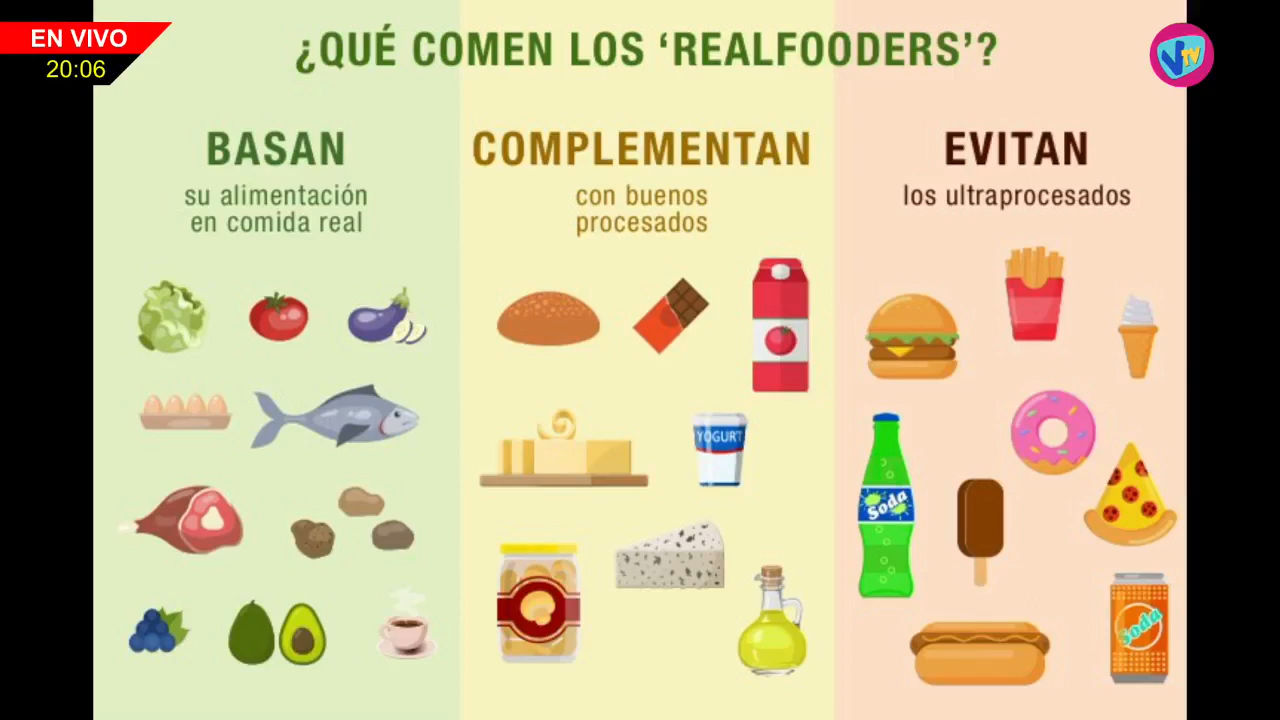 EN VIVO
20:06
¿QUÉ COMEN LOS ‘REALFOODERS’?
VTV
BASAN
su alimentación
en comida real
COMPLEMENTAN
con buenos
procesados
EVITAN
los ultraprocesados
YOGURT
Soda
Soda